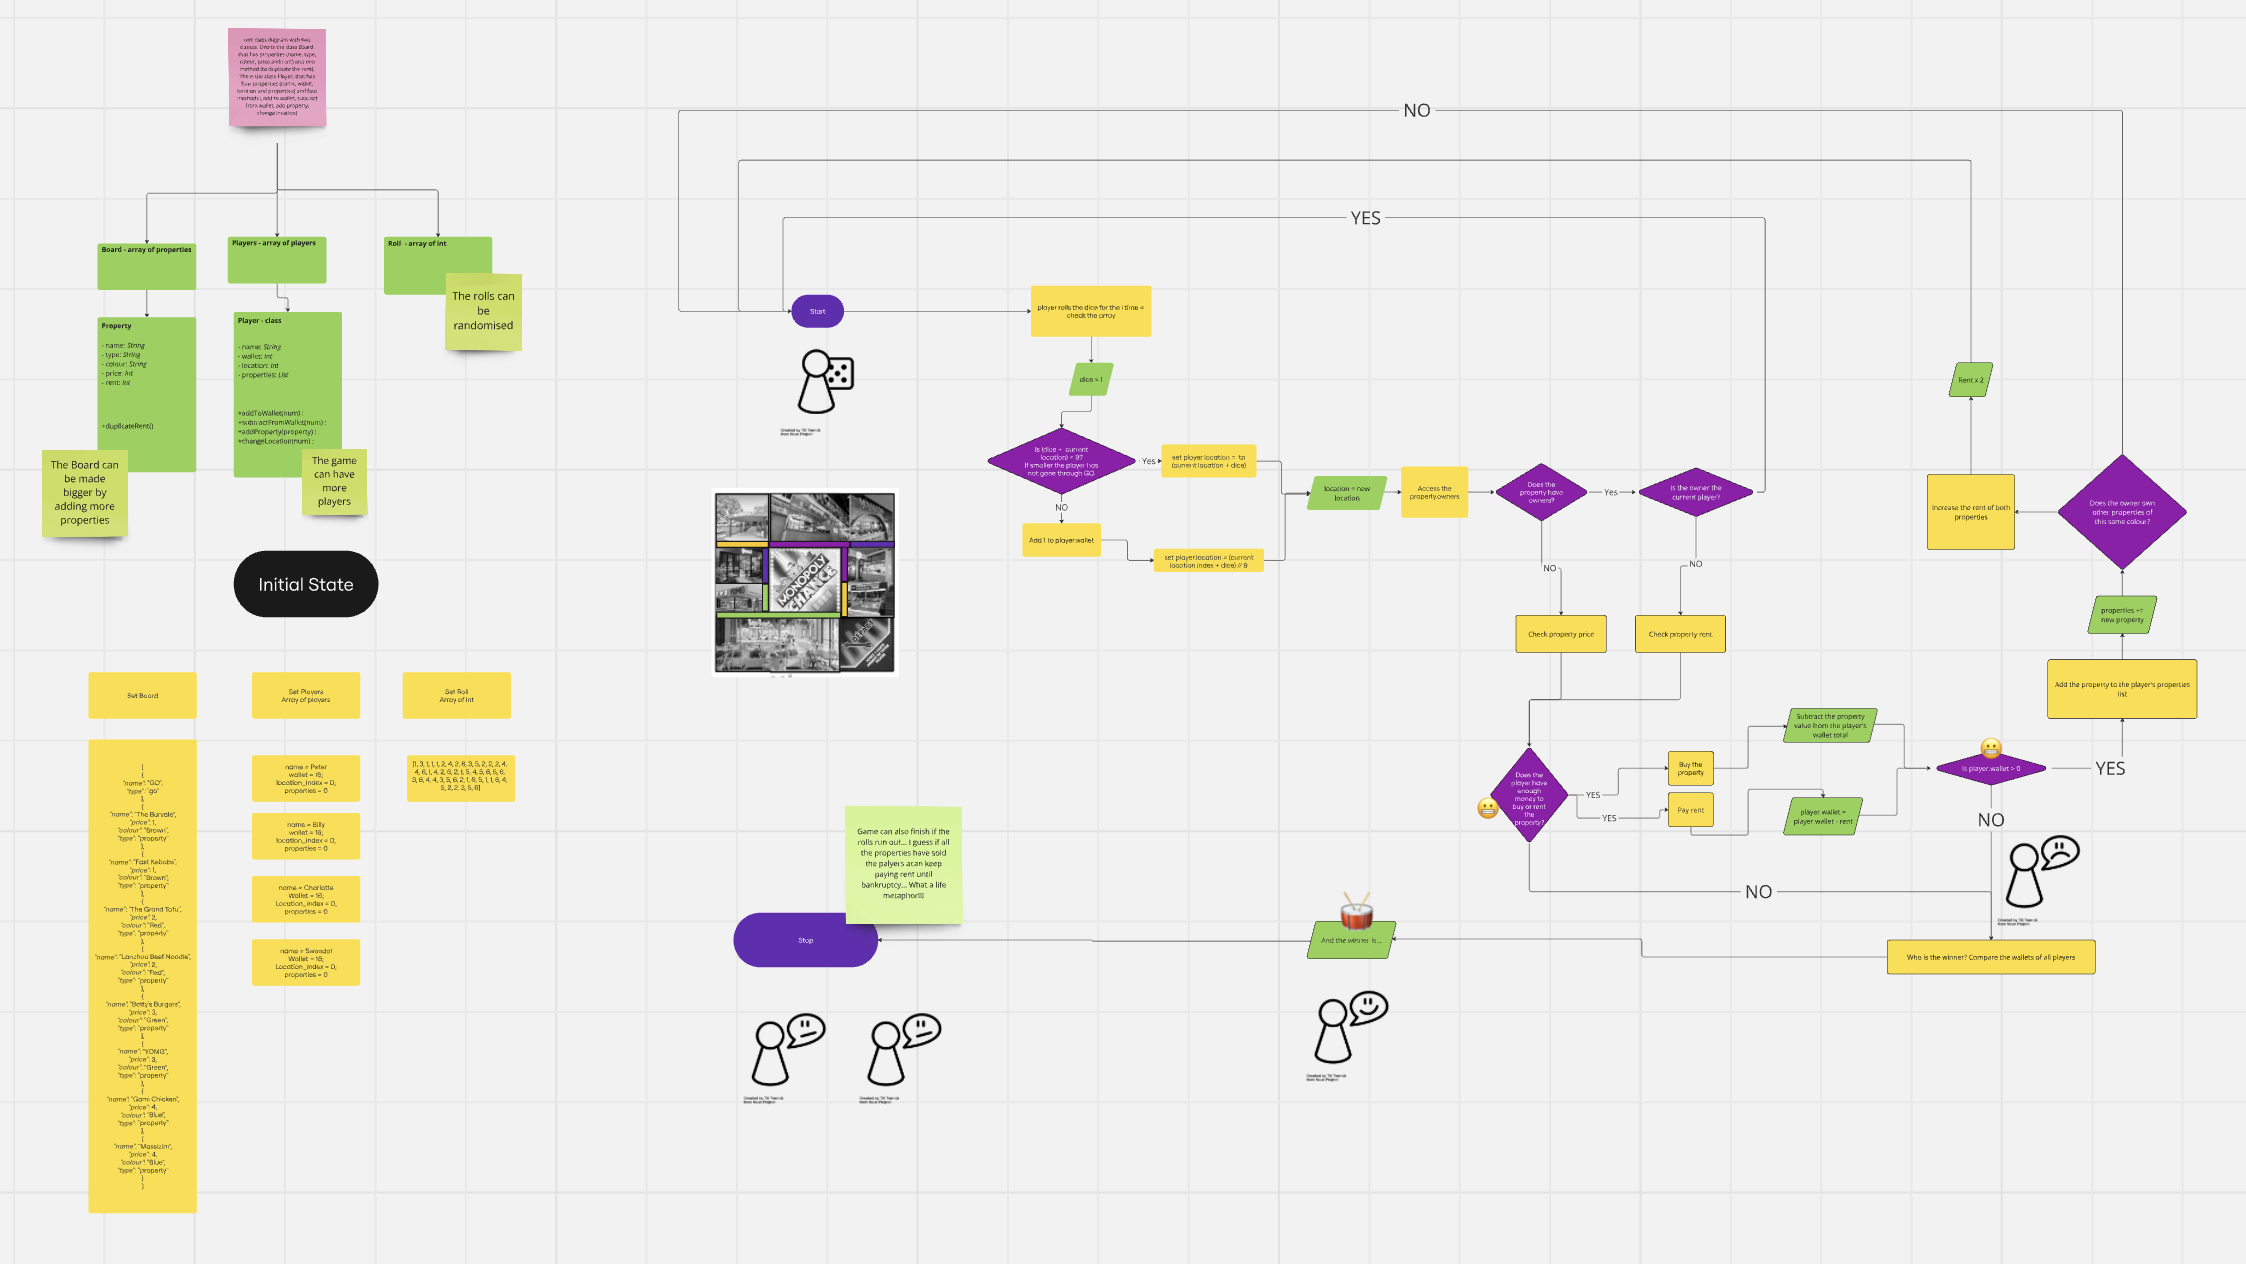 Uml class diagram with two
classes. One is the class Board
that has properties (name, type,
colour, price and rent) and one
method (to duplicate the rent).
The is the class Player, that has
four properties (name, wallet,
location and properties) and four
methods, add to wallet, subtract
from wallet, add property,
change location)
Board - array of properties
Players - array of players
Roll - array of int
The rolls can
be
randomised
Property
- name: String
- type: String
- colour: String
- price: Int
- rent: Int
+duplicateRent()
Player - class
- name: String
- wallet: Int
- location: Int
- properties: List
+addToWallet(num) :
+subtractFromWallet(num) :
+addProperty(property) :
+changeLocation(num) :
The Board can
be made
bigger by
adding more
properties
The game
can have
more
players
Initial State
Set Board
Set Players
Array of players
Set Roll
Array of int
[
{
"name": "GO",
"type": "go"
},
{
"name": "The Burvale",
"price": 1,
"colour": "Brown",
"type": "property"
},
{
"name": "Fast Kebabs",
"price": 1,
"colour": "Brown",
"type": "property"
},
{
"name": "The Grand Tofu",
"price": 2,
"colour": "Red",
"type": "property"
},
{
"name": "Lanzhou Beef Noodle",
"price": 2,
"colour": "Red",
"type": "property"
},
{
"name": "Betty's Burgers",
"price": 3,
"colour": "Green",
"type": "property"
},
{
"name": "YOMG",
"price": 3,
"colour": "Green",
"type": "property"
},
{
"name": "Gami Chicken",
"price": 4,
"colour": "Blue",
"type": "property"
},
{
"name": "Massizim",
"price": 4,
"colour": "Blue",
"type": "property"
}
]
name = Peter
wallet = 16;
location_index = 0,
properties = 0
name = Billy
wallet = 16;
location_index = 0,
properties = 0
name = Charlotte
Wallet = 16;
Location_index = 0;
properties = 0
name = Sweedal
Wallet = 16;
Location_index = 0;
properties = 0
[1, 3, 1, 1, 1, 2, 4, 2, 6, 3, 5, 2, 2, 3, 4,
4, 6, 1, 4, 2, 6, 2, 1, 5, 4, 5, 6, 5, 6,
3, 6, 4, 4, 3, 5, 6, 2, 1, 6, 5, 1, 1, 6, 4,
5, 2, 2, 3, 5, 6]
NO
YES
Start
Created by TS Tran ck
from Noun Project
player rolls the dice for the i time =
check the array
dice = i
Is (dice + current
location) < 9?
If smaller the player has
not gone through GO.
Yes
set player location = to
(current location + dice)
NO
Add 1 to player.wallet
set player.location = (current
location index + dice) // 9
location = new
location
Access the
property.owners
Does the
property have
owners?
Yes
Is the owner the
current player?
NO
NO
Check property price
Check property rent
MONOPOLY
CHANCE
Rent x 2
Increase the rent of both
properties
Does the owner own
other properties of
this same colour?
properties +=
new property
Add the property to the player's properties
list
Does the
player have
enough
money to
buy or rent
the
property?
YES
YES
Buy the
property
Pay rent
Subtract the property
value from the player's
wallet total
player.wallet =
player.wallet - rent
Is player.wallet > 0
YES
NO
NO
Who is the winner? Compare the wallets of all players
And the winner is...
Stop
Game can also finish if the
rolls run out... I guess if all
the properties have sold
the palyers acan keep
paying rent until
bankruptcy... What a life
metaphor!!!